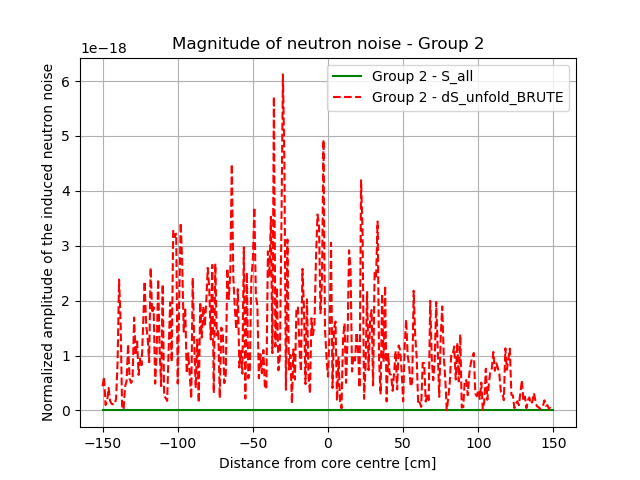 Magnitude of neutron noise - Group 2
1e−18
Normalized amplitude of the induced neutron noise
6
5
4
3
2
1
0
Group 2 - S_all
Group 2 - dS_unfold_BRUTE
−150
−100
−50
0
50
100
150
Distance from core centre [cm]